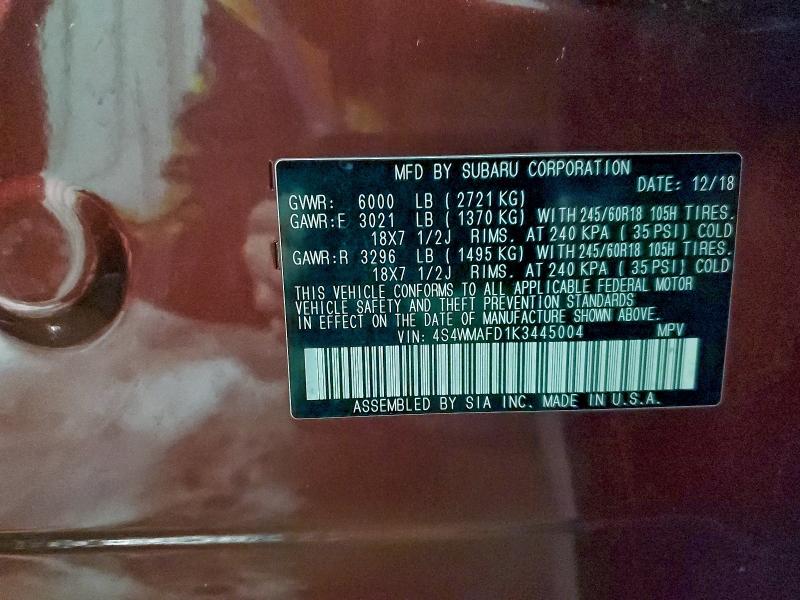 MFD BY SUBARU CORPORATION
DATE: 12/18
GVWR: 6000 LB (2721KG)
GAWR:F 3021 LB (1370 KG) WITH 245/60R18 105H TIRES.
18X7 1/2J RIMS. AT 240 KPA (35PSI) COLD
GAWR:R 3296 LB (1495 KG) WITH 245/60R18 105H TIRES.
18X7 1/2J RIMS. AT 240 KPA (35 PSI) COLD
THIS VEHICLE CONFORMS TO ALL APPLICABLE FEDERAL MOTOR
VEHICLE SAFETY AND THEFT PREVENTION STANDARDS
IN EFFECT ON THE DATE OF MANUFACTURE SHOWN ABOVE.
VIN: 4S4WMAFD1K3445004 MPV
ASSEMBLED BY SIA INC. MADE IN U.S.A.